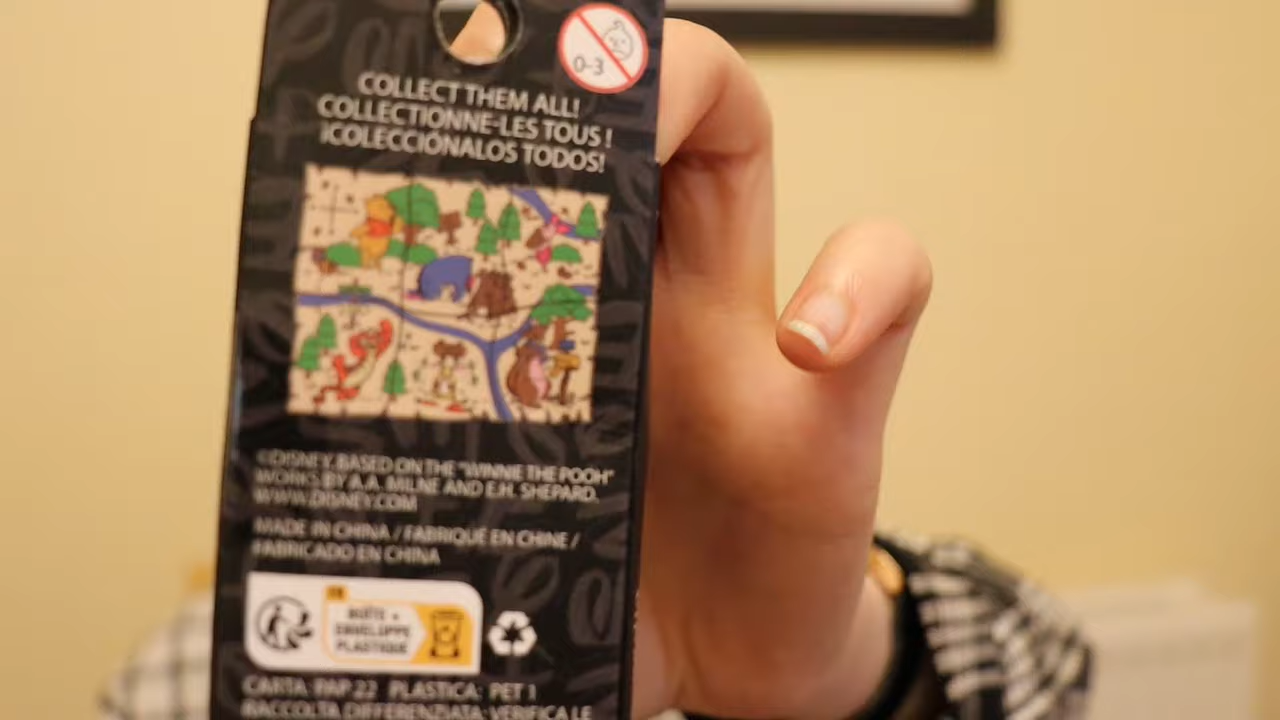 0-3
COLLECT THEM ALL!
COLLECTIONNE-LES TOUS !
¡COLECCIÓNALOS TODOS!
©DISNEY. BASED ON THE "WINNIE THE POOH"
WORKS BY A.A. MILNE AND E.H. SHEPARD.
WWW.DISNEY.COM
MADE IN CHINA / FABRIQUÉ EN CHINE /
FABRICADO EN CHINA
FR
BOÎTE +
ENVELOPPE
PLASTIQUE
CARTA: PAP 22 PLASTICA: PET 1
RACCOLTA DIFFERENZIATA: VERIFICA LE